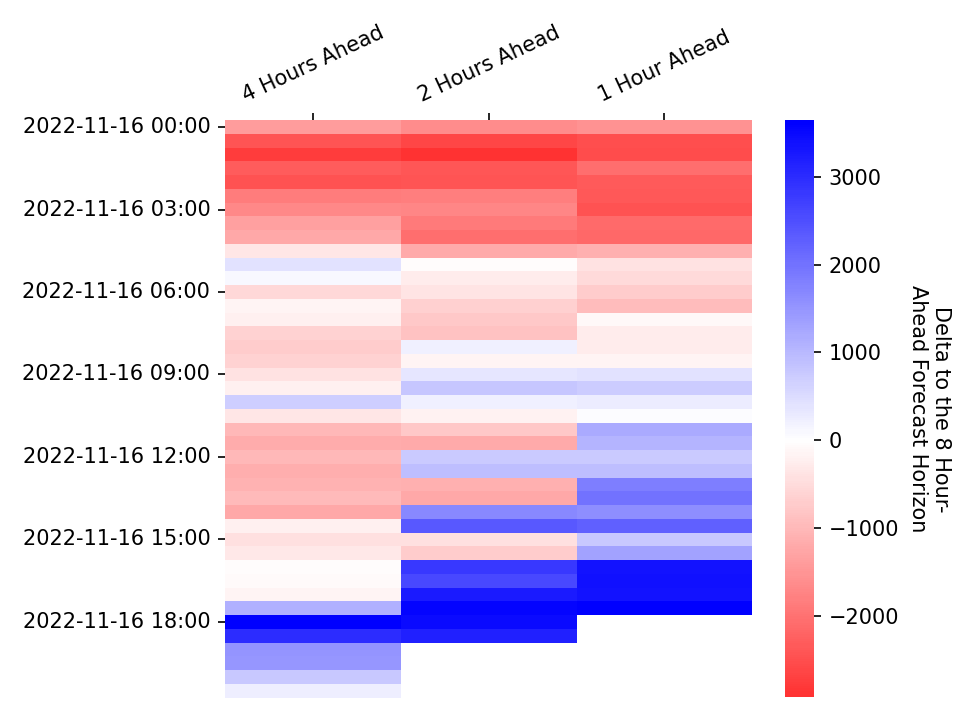 4 Hours Ahead
2 Hours Ahead
1 Hour Ahead
2022-11-16 00:00
2022-11-16 03:00
2022-11-16 06:00
2022-11-16 09:00
2022-11-16 12:00
2022-11-16 15:00
2022-11-16 18:00
3000
2000
1000
0
−1000
−2000
Delta to the 8 Hour-
Ahead Forecast Horizon